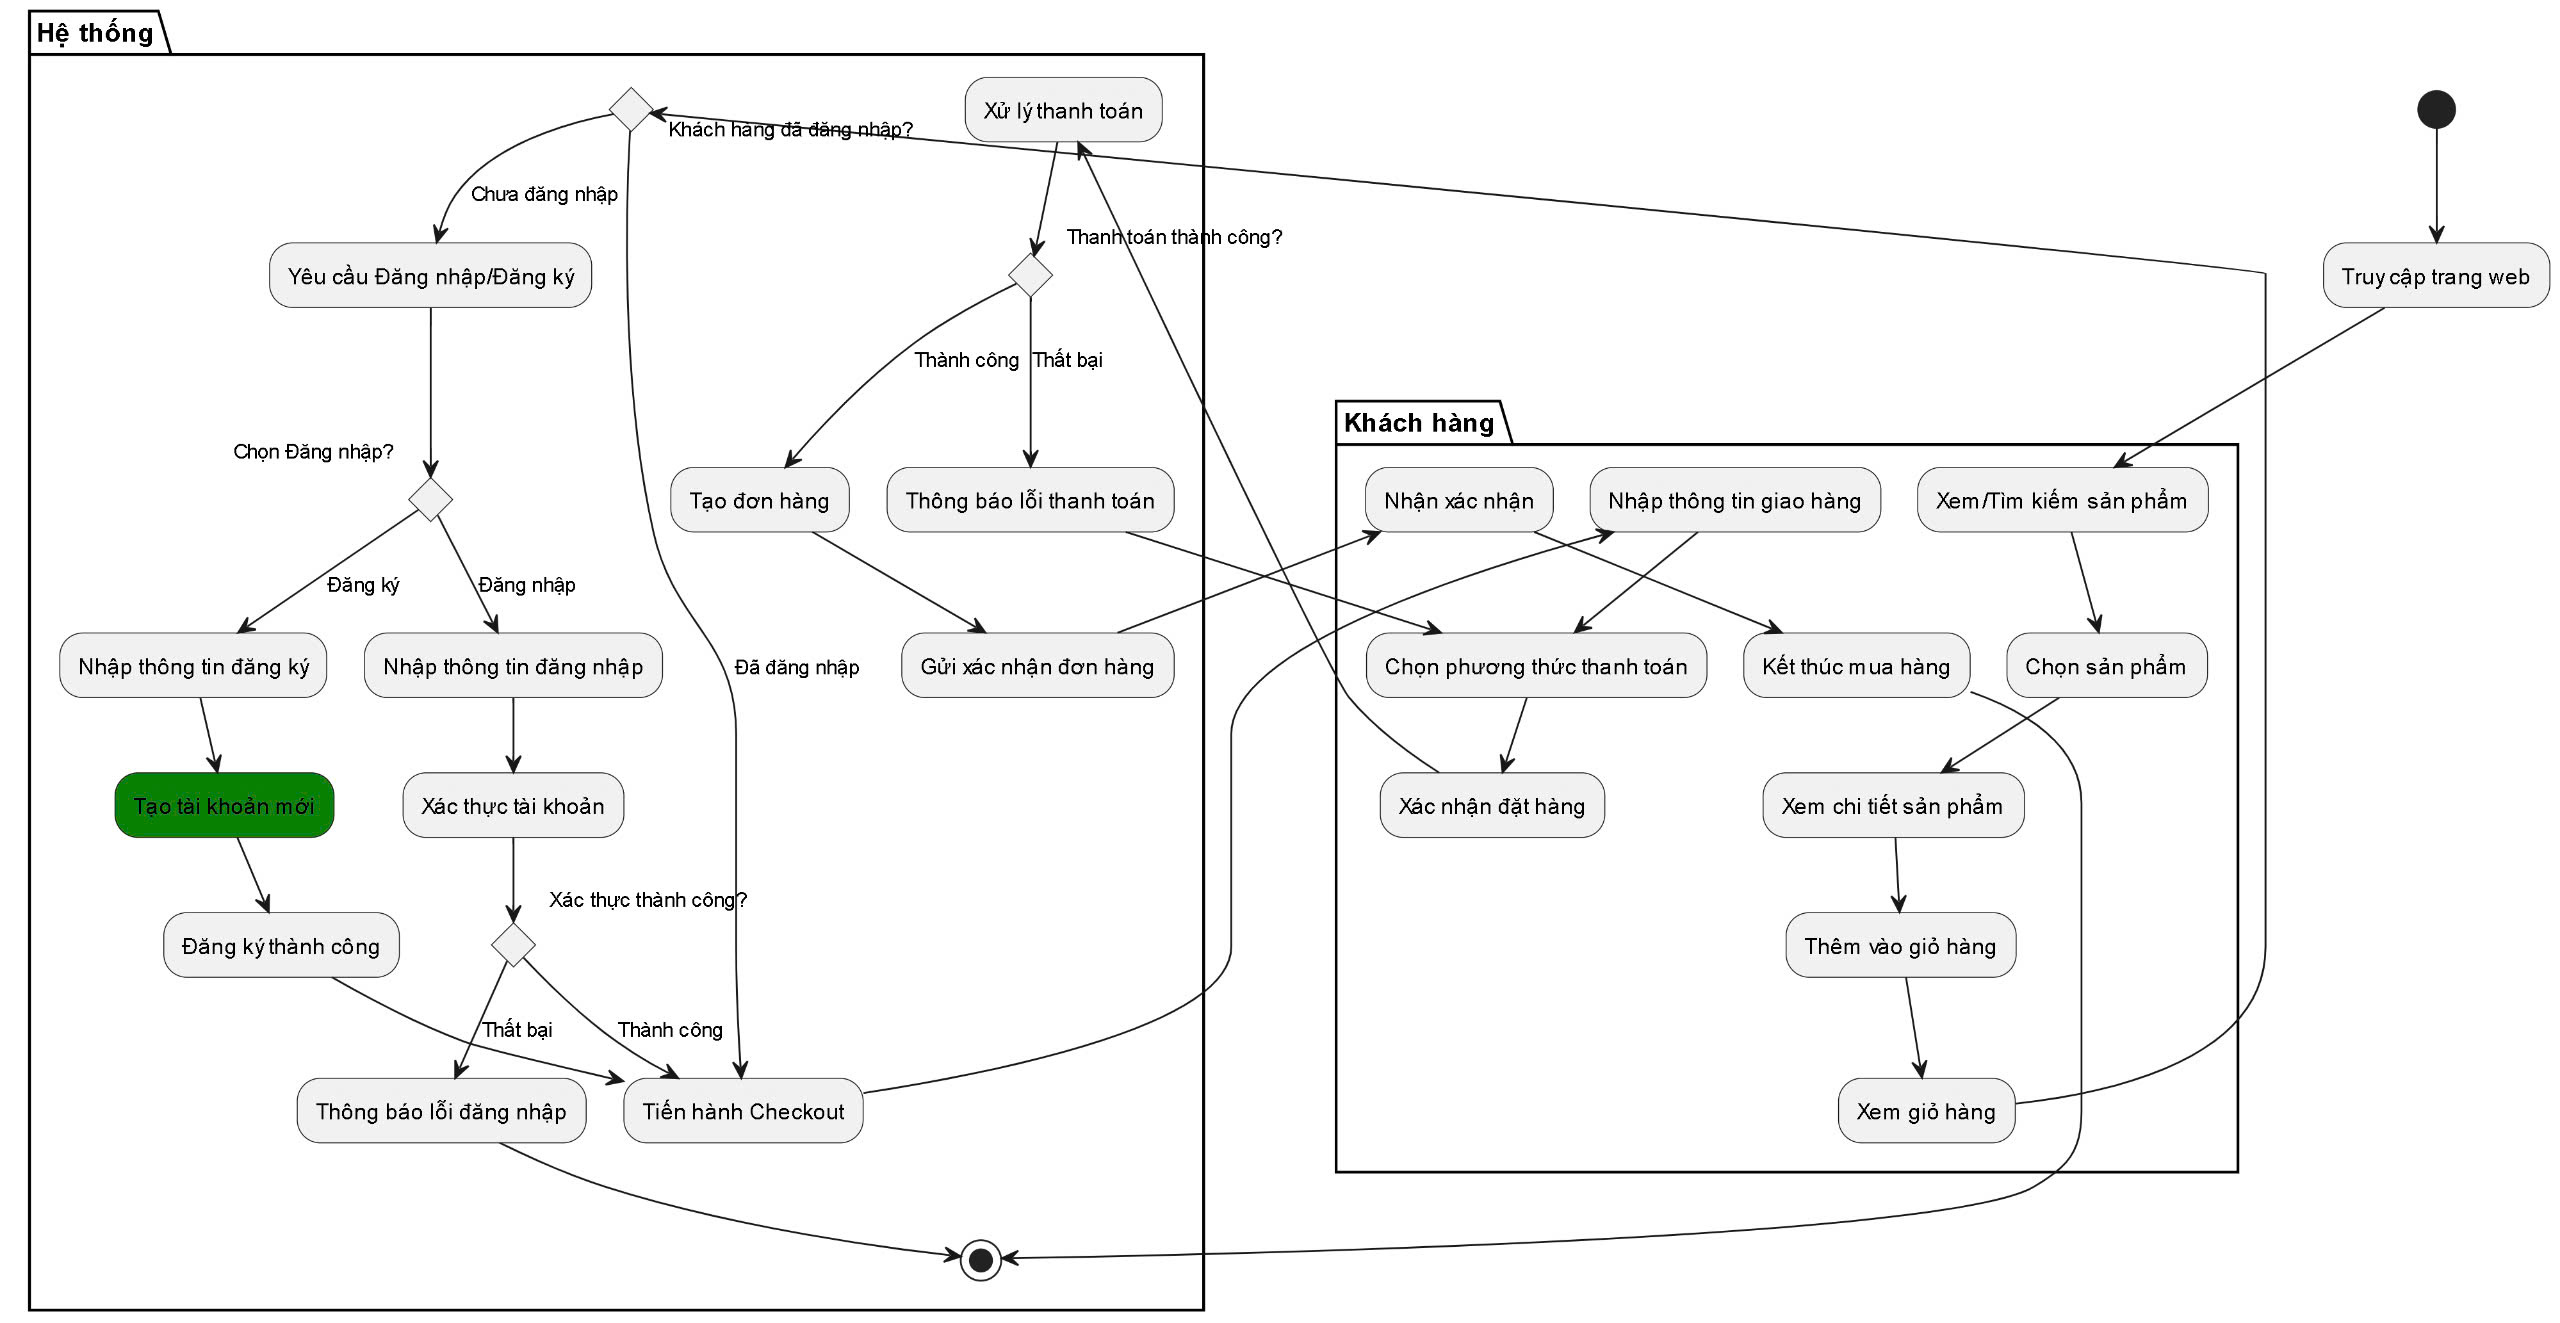 Hệ thống
Xử lý thanh toán
Khách hàng đã đăng nhập?
Chưa đăng nhập
Thanh toán thành công?
Yêu cầu Đăng nhập/Đăng ký
Truy cập trang web
Thành công
Thất bại
Khách hàng
Chọn Đăng nhập?
Tạo đơn hàng
Thông báo lỗi thanh toán
Nhận xác nhận
Nhập thông tin giao hàng
Xem/Tìm kiếm sản phẩm
Đăng ký
Đăng nhập
Nhập thông tin đăng ký
Nhập thông tin đăng nhập
Đã đăng nhập
Gửi xác nhận đơn hàng
Chọn phương thức thanh toán
Kết thúc mua hàng
Chọn sản phẩm
Tạo tài khoản mới
Xác thực tài khoản
Xác nhận đặt hàng
Xem chi tiết sản phẩm
Xác thực thành công?
Đăng ký thành công
Thêm vào giỏ hàng
Thất bại
Thành công
Thông báo lỗi đăng nhập
Tiến hành Checkout
Xem giỏ hàng